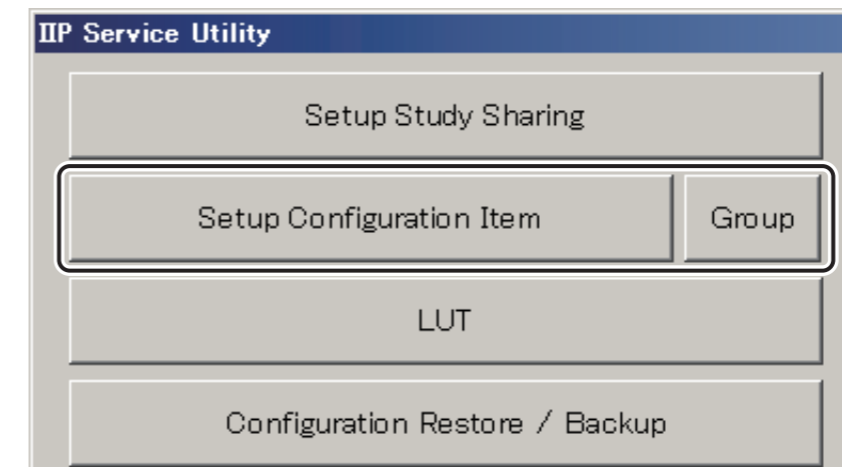 IIP Service Utility
Setup Study Sharing
Setup Configuration Item Group
LUT
Configuration Restore / Backup